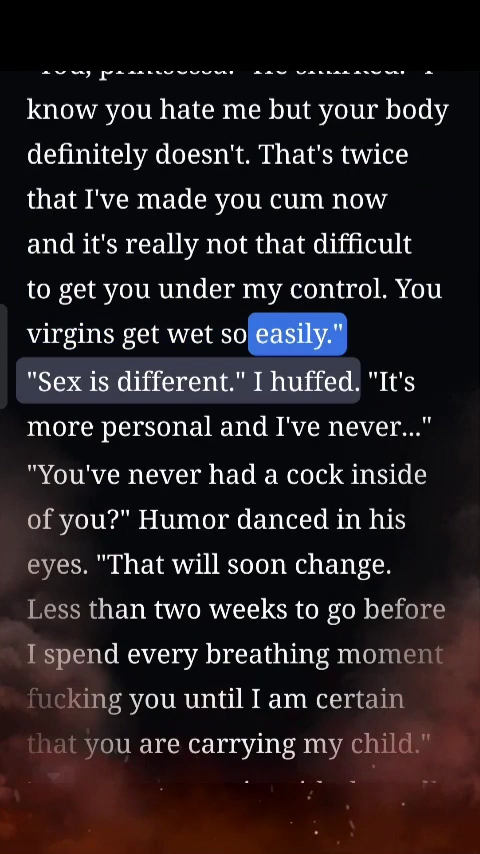 "You, printsessa." He smirked. "I
know you hate me but your body
definitely doesn't. That's twice
that I've made you cum now
and it's really not that difficult
to get you under my control. You
virgins get wet so easily."
"Sex is different." I huffed. "It's
more personal and I've never..."
"You've never had a cock inside
of you?" Humor danced in his
eyes. "That will soon change.
Less than two weeks to go before
I spend every breathing moment
fucking you until I am certain
that you are carrying my child."